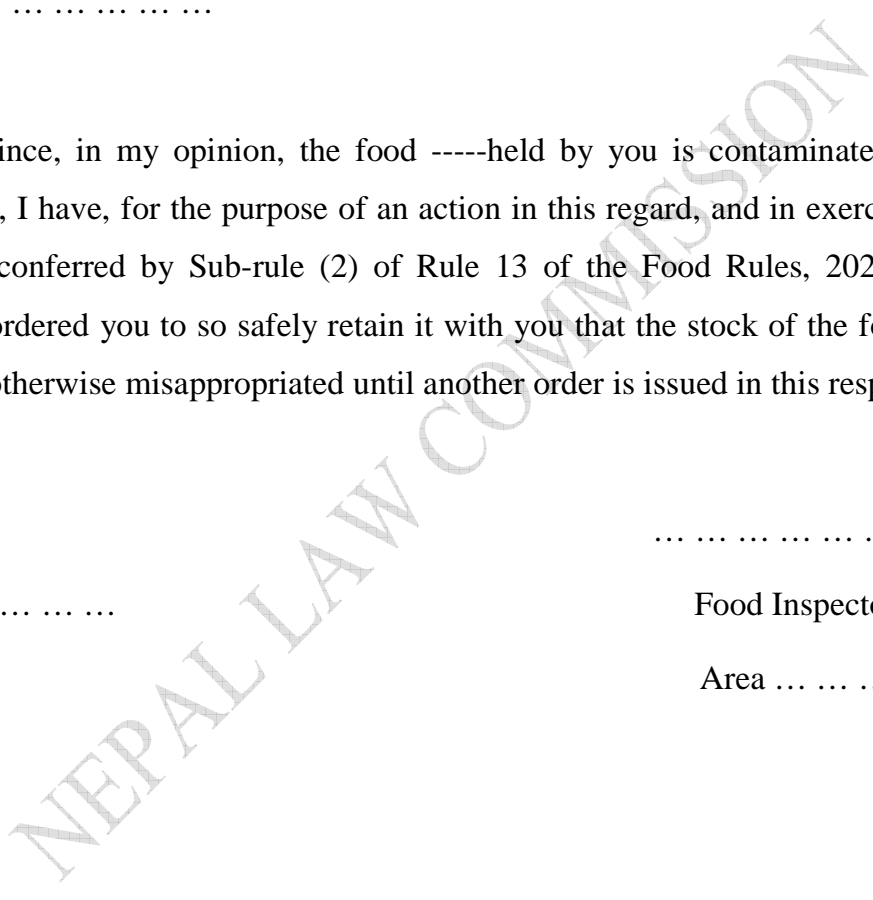 … … … … …
ince, in my opinion, the food -----held by you is contaminate
, I have, for the purpose of an action in this regard, and in exerc
conferred by Sub-rule (2) of Rule 13 of the Food Rules, 202
ordered you to so safely retain it with you that the stock of the fo
otherwise misappropriated until another order is issued in this resp
… … … … … .
… … …
Food Inspecto
Area … … .
NEPAL LAW COMMISSION